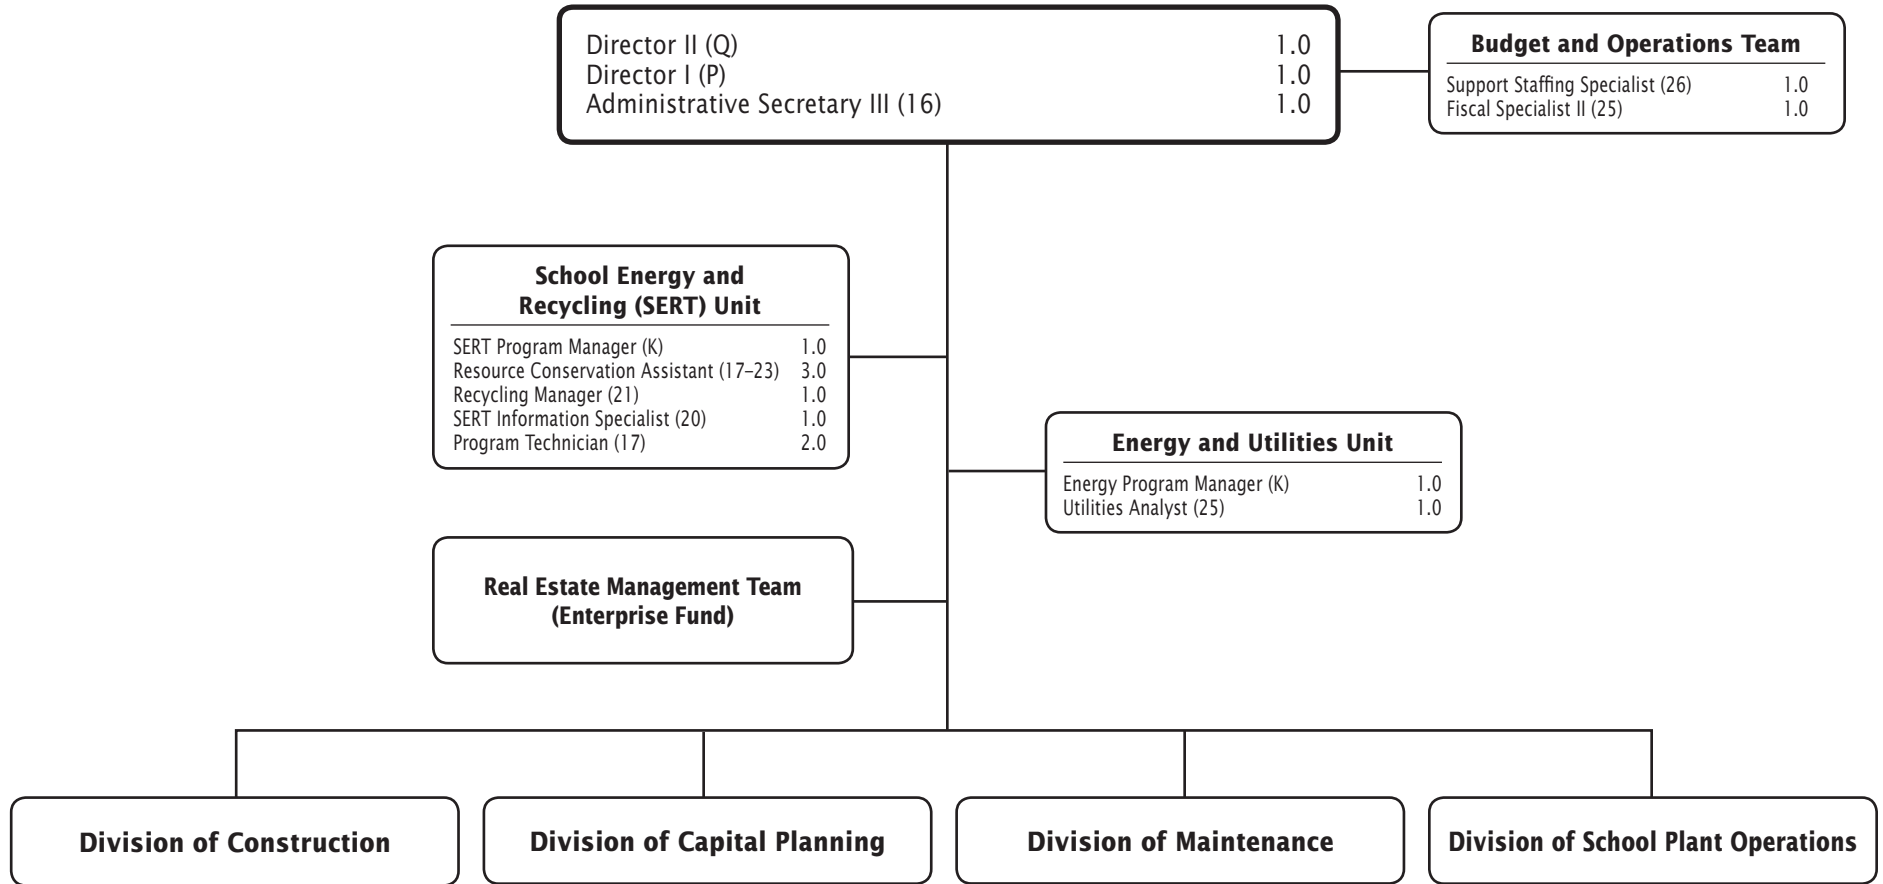 Director II (Q) 1.0
Director I (P) 1.0
Administrative Secretary III (16) 1.0
Budget and Operations Team
Support Staffing Specialist (26) 1.0
Fiscal Specialist II (25) 1.0
School Energy and
Recycling (SERT) Unit
SERT Program Manager (K) 1.0
Resource Conservation Assistant (17–23) 3.0
Recycling Manager (21) 1.0
SERT Information Specialist (20) 1.0
Program Technician (17) 2.0
Energy and Utilities Unit
Energy Program Manager (K) 1.0
Utilities Analyst (25) 1.0
Real Estate Management Team
(Enterprise Fund)
Division of Construction
Division of Capital Planning
Division of Maintenance
Division of School Plant Operations